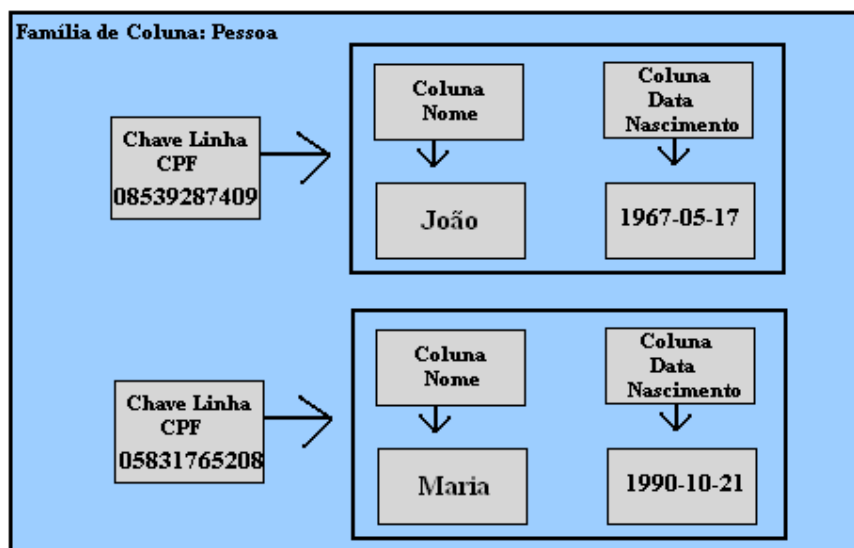 Família de Coluna: Pessoa
Chave Linha
CPF
08539287409
Coluna
Nome
João
Coluna
Data
Nascimento
1967-05-17
Chave Linha
CPF
05831765208
Coluna
Nome
Maria
Coluna
Data
Nascimento
1990-10-21